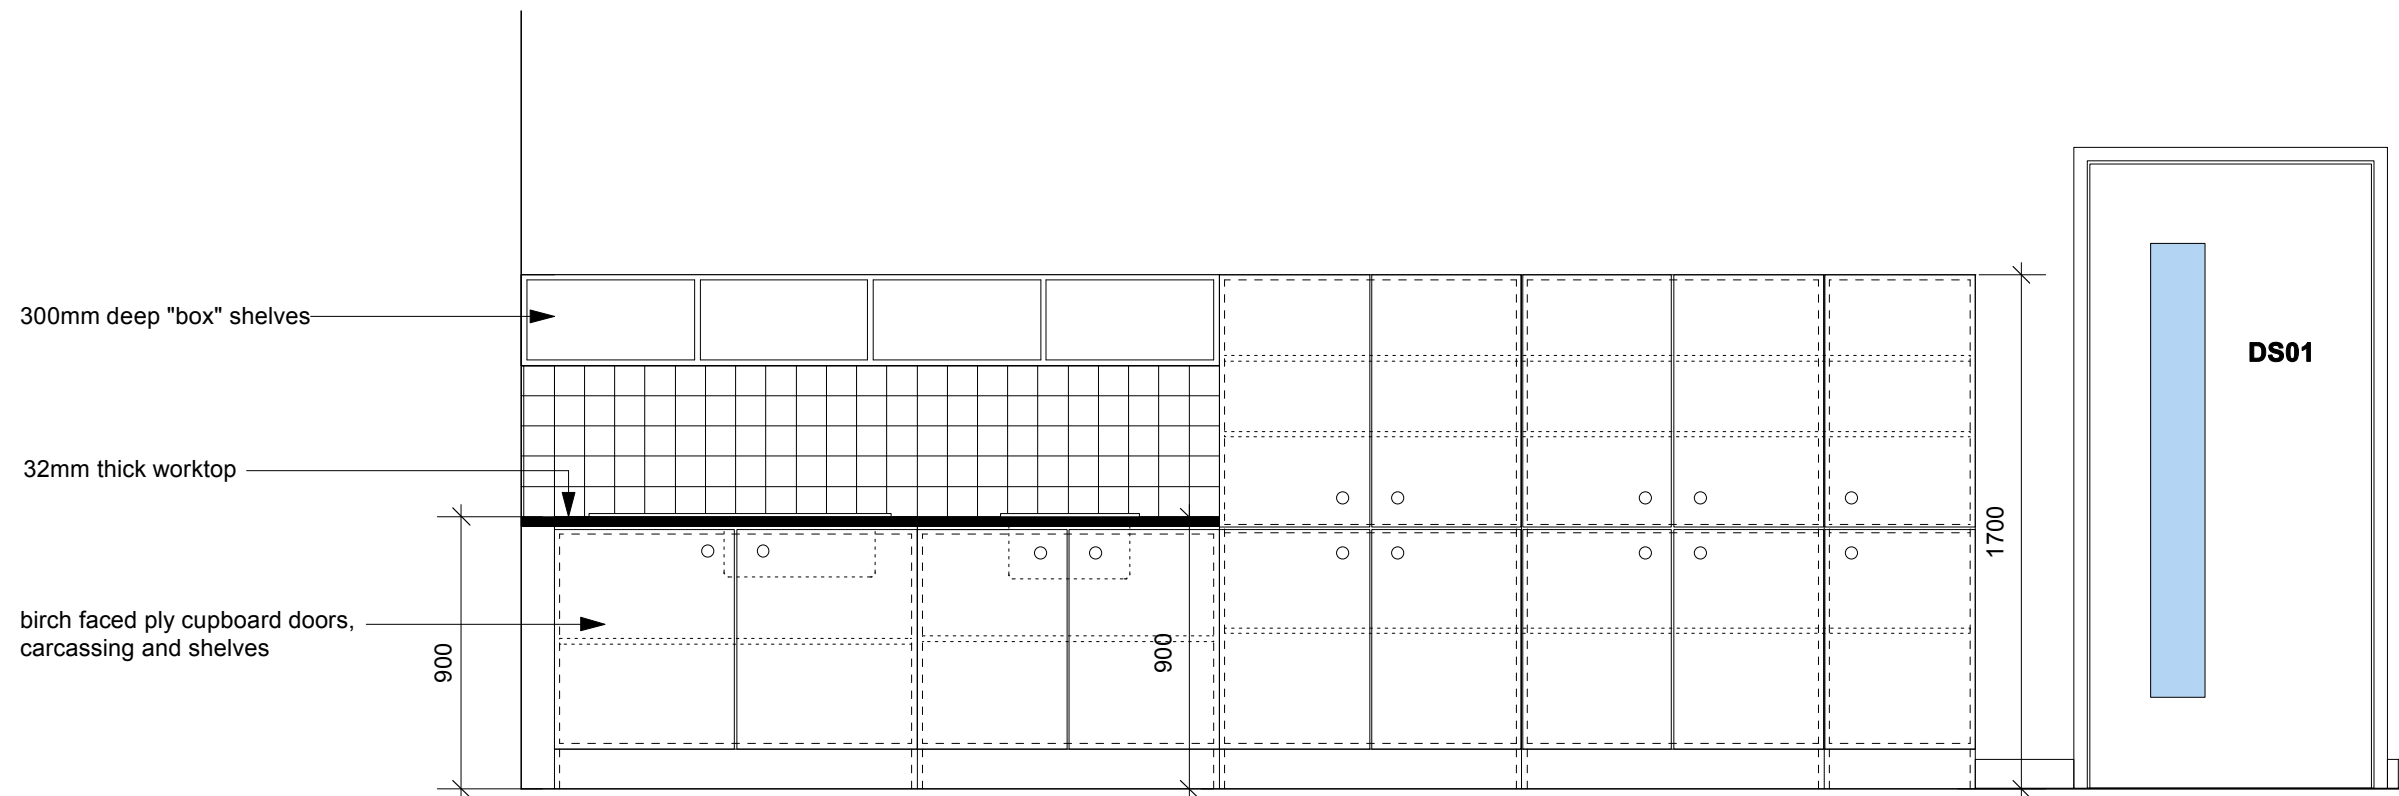 300mm deep "box" shelves
DS01
32mm thick worktop
1700
birch faced ply cupboard doors,
carcassing and shelves
900
900